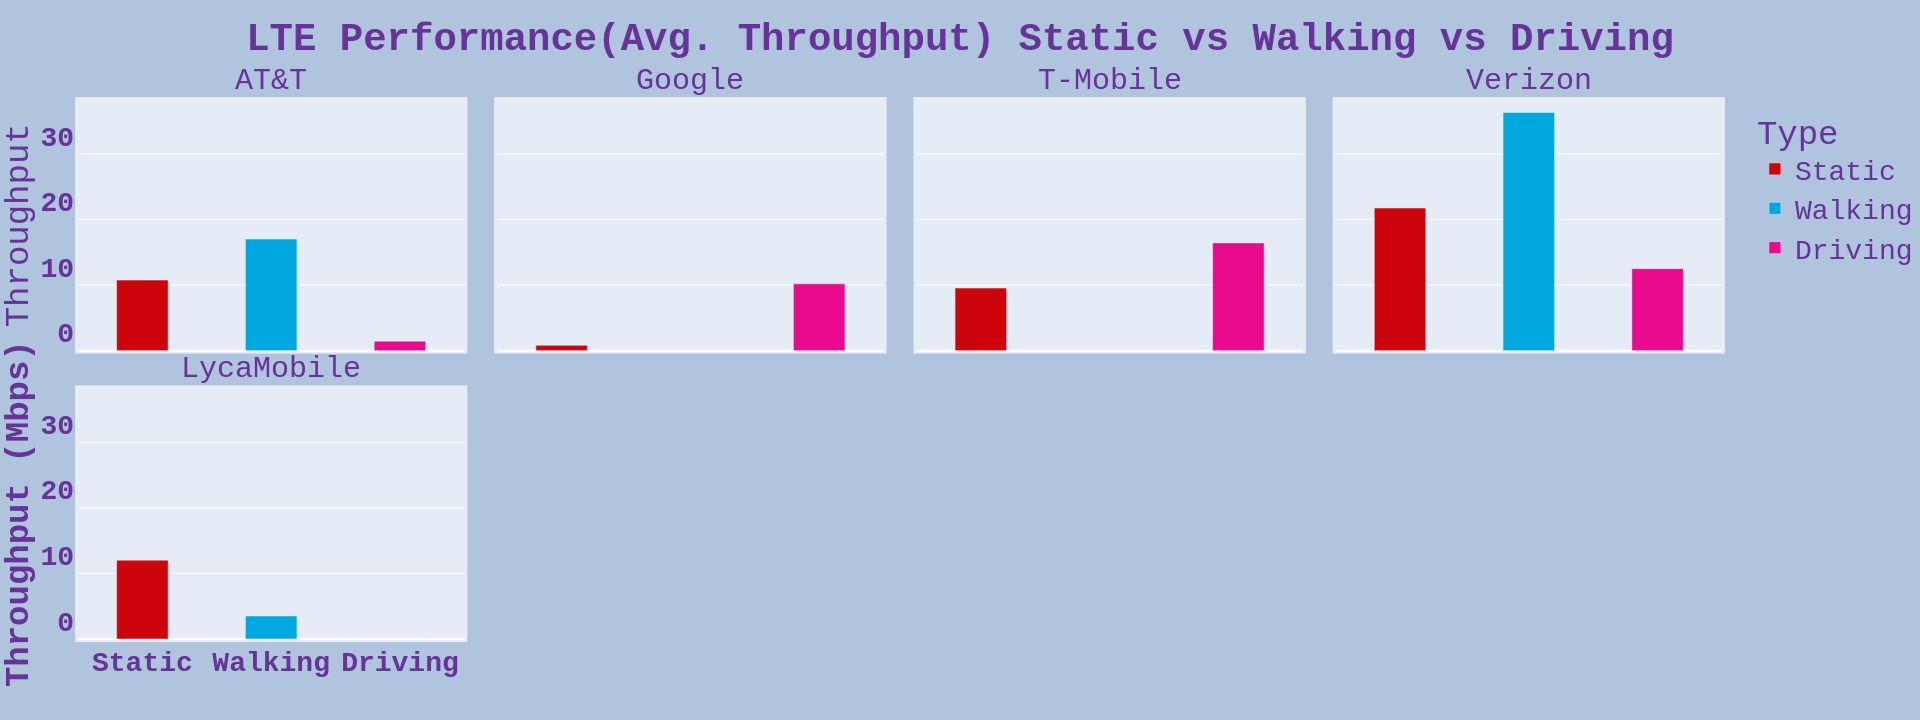 LTE Performance(Avg. Throughput) Static vs Walking vs Driving
AT&T
Google
T-Mobile
Verizon
Throughput
30
20
10
0
Type
Static
Walking
Driving
LycaMobile
Throughput (Mbps)
30
20
10
0
Static Walking Driving